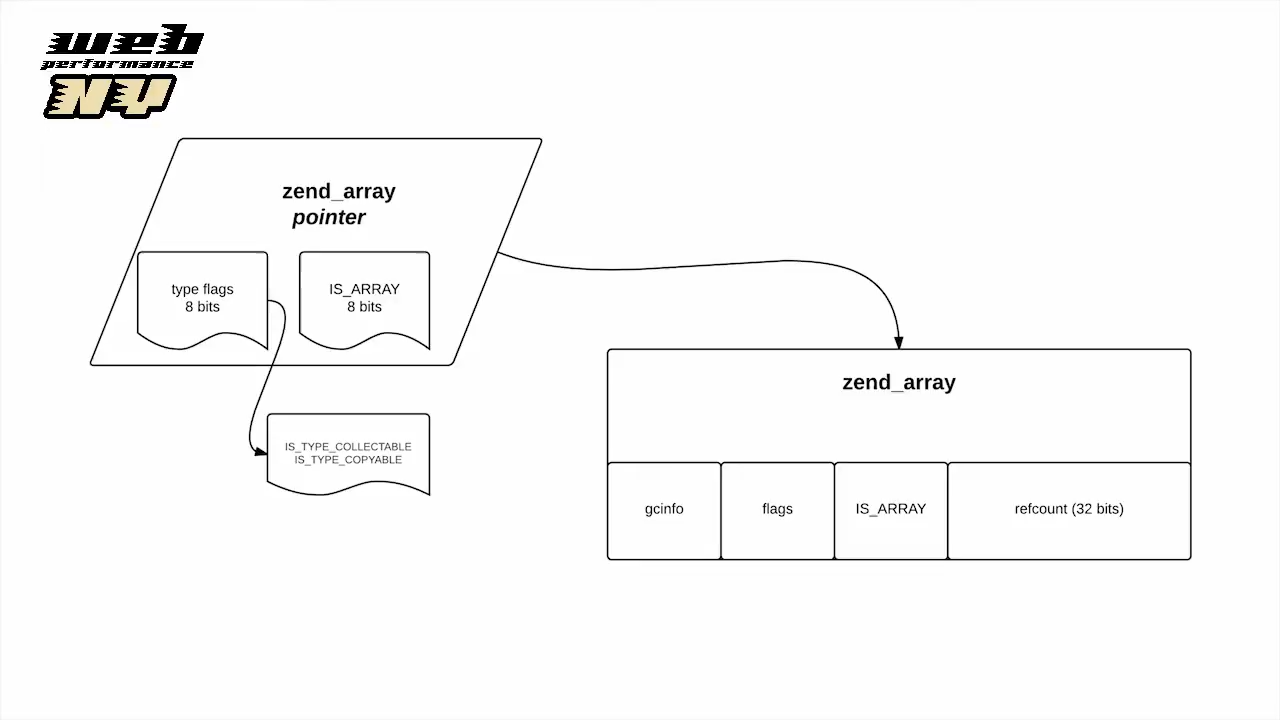 web
performance
NY
zend_array
pointer
type flags
8 bits
IS_ARRAY
8 bits
IS_TYPE_COLLECTABLE
IS_TYPE_COPYABLE
zend_array
gcinfo
flags
IS_ARRAY
refcount (32 bits)